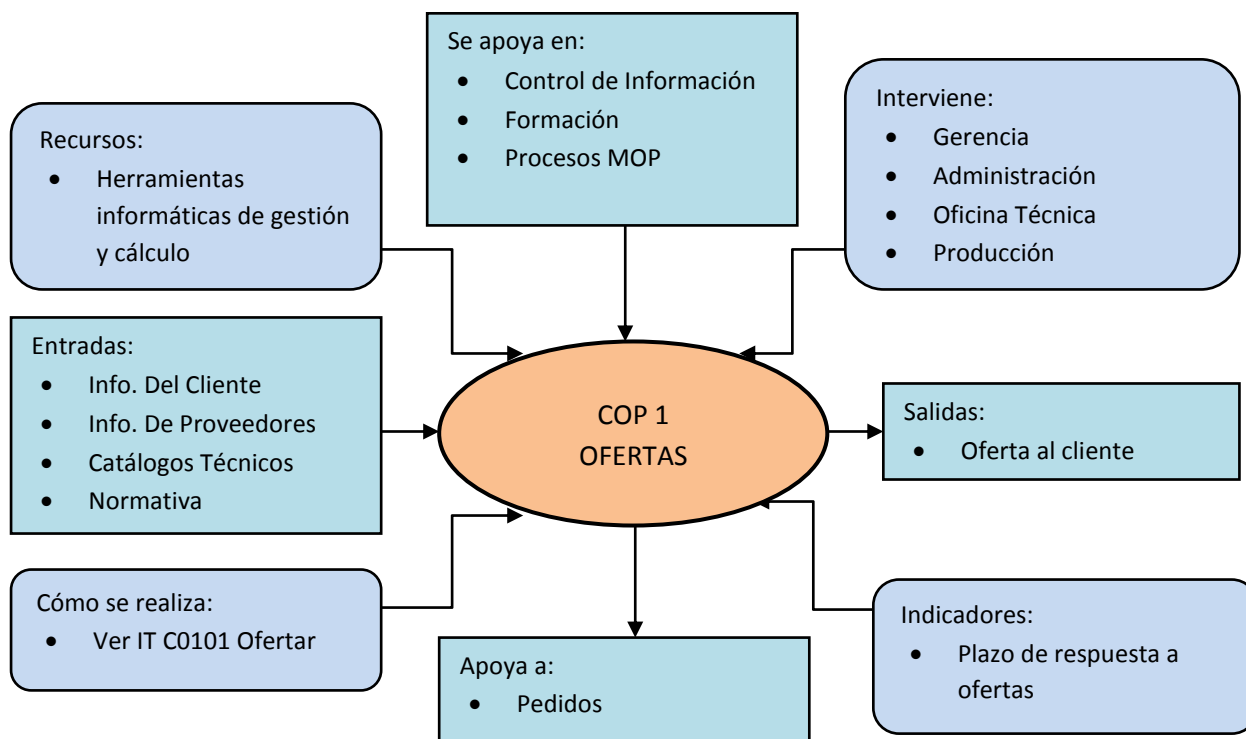 Se apoya en:
• Control de Información
• Formación
• Procesos MOP
Interviene:
• Gerencia
• Administración
• Oficina Técnica
• Producción
Recursos:
• Herramientas
informáticas de gestión
y cálculo
Entradas:
• Info. Del Cliente
• Info. De Proveedores
• Catálogos Técnicos
• Normativa
COP 1
OFERTAS
Salidas:
• Oferta al cliente
Cómo se realiza:
• Ver IT C0101 Ofertar
Apoya a:
• Pedidos
Indicadores:
• Plazo de respuesta a
ofertas